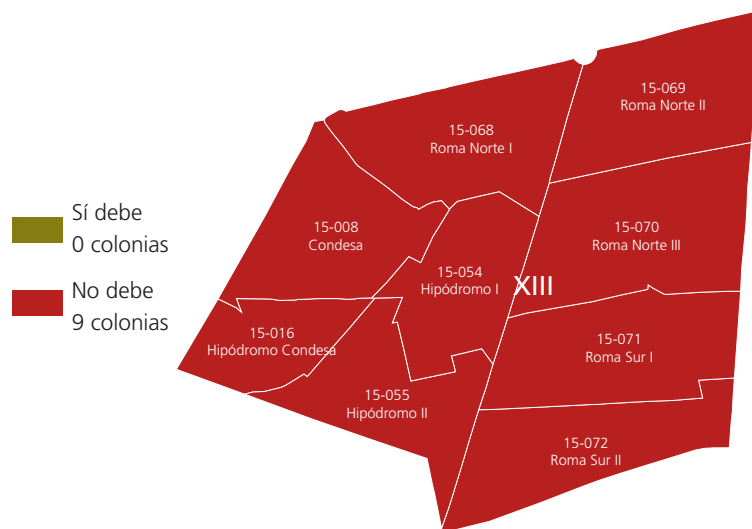 Sí debe
0 colonias
No debe
9 colonias
15-069
Roma Norte II
15-068
Roma Norte I
15-008
Condesa
15-070
Roma Norte III
15-054
Hipódromo I
XIII
15-016
Hipódromo Condesa
15-071
Roma Sur I
15-055
Hipódromo II
15-072
Roma Sur II